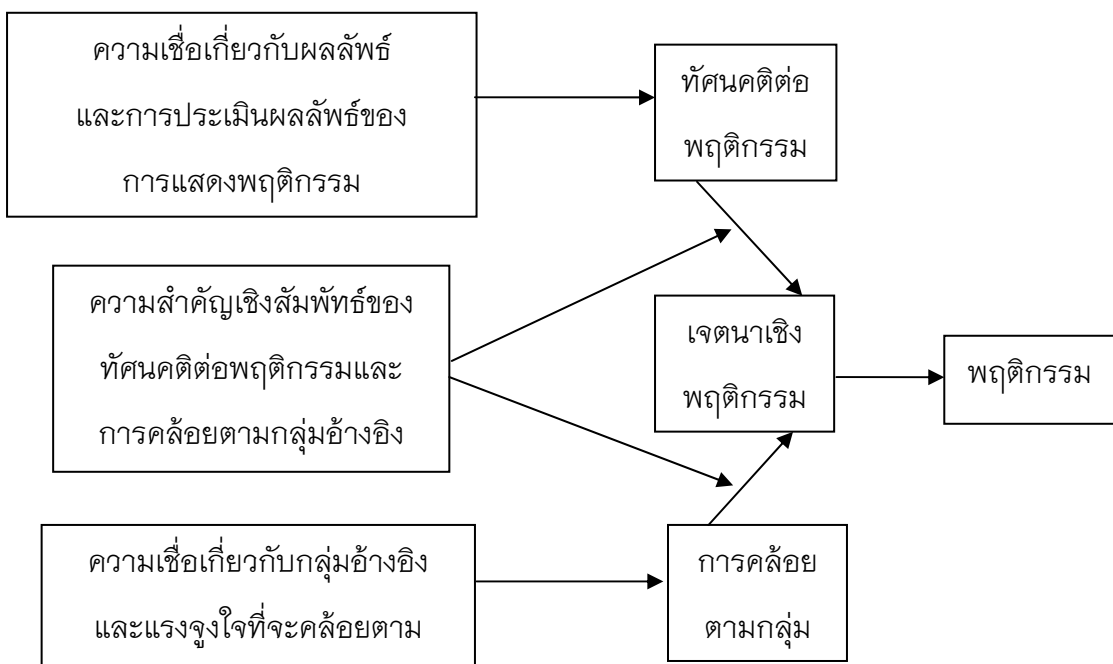 ความเชื่อเกี่ยวกับผลลัพธ์
และการประเมินผลลัพธ์ของ
การแสดงพฤติกรรม
ทัศนคติต่อ
พฤติกรรม
ความสำคัญเชิงสัมพัทธ์ของ
ทัศนคติต่อพฤติกรรมและ
การคล้อยตามกลุ่มอ้างอิง
เจตนาเชิง
พฤติกรรม
พฤติกรรม
ความเชื่อเกี่ยวกับกลุ่มอ้างอิง
และแรงจูงใจที่จะคล้อยตาม
การคล้อย
ตามกลุ่ม